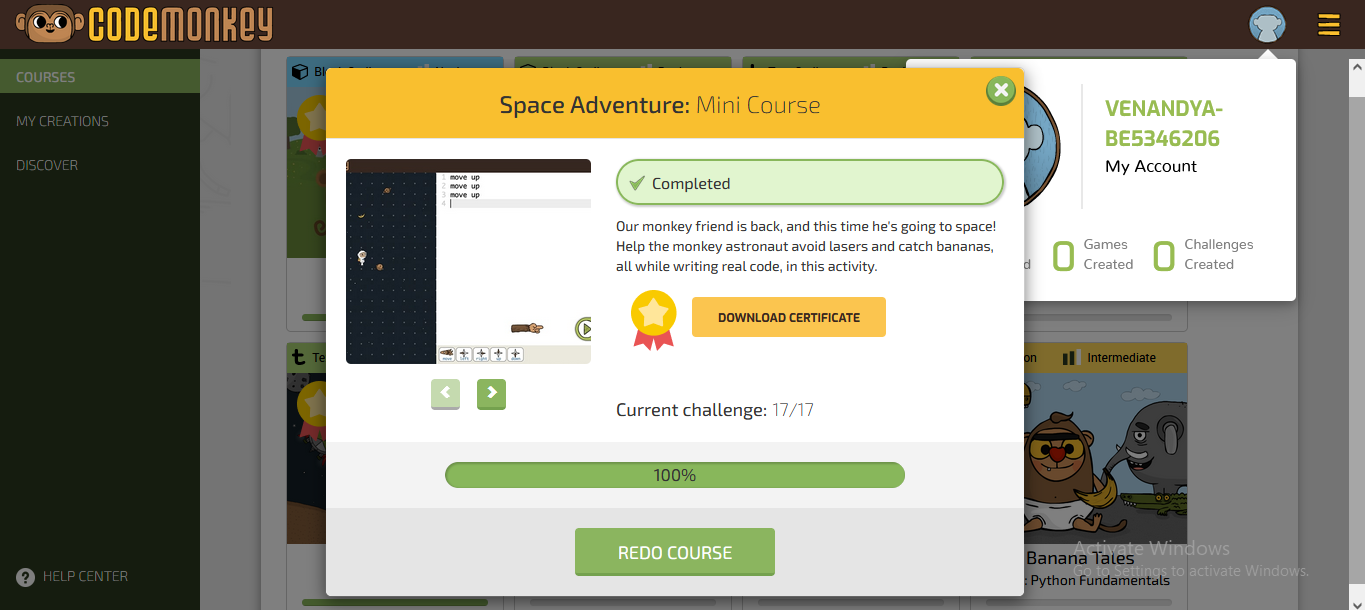 CODEMONKEY
COURSES
MY CREATIONS
DISCOVER
HELP CENTER
Space Adventure: Mini Course
1 move up
2 move up
3 move up
4
Completed
Our monkey friend is back, and this time he's going to space!
Help the monkey astronaut avoid lasers and catch bananas,
all while writing real code, in this activity.
DOWNLOAD CERTIFICATE
Current challenge: 17/17
100%
REDO COURSE
VENANDYA-
BE5346206
My Account
0 Games
Created
0 Challenges
Created
Intermediate
Banana Tales
: Python Fundamentals
Activate Windows
Go to Settings to activate Windows.